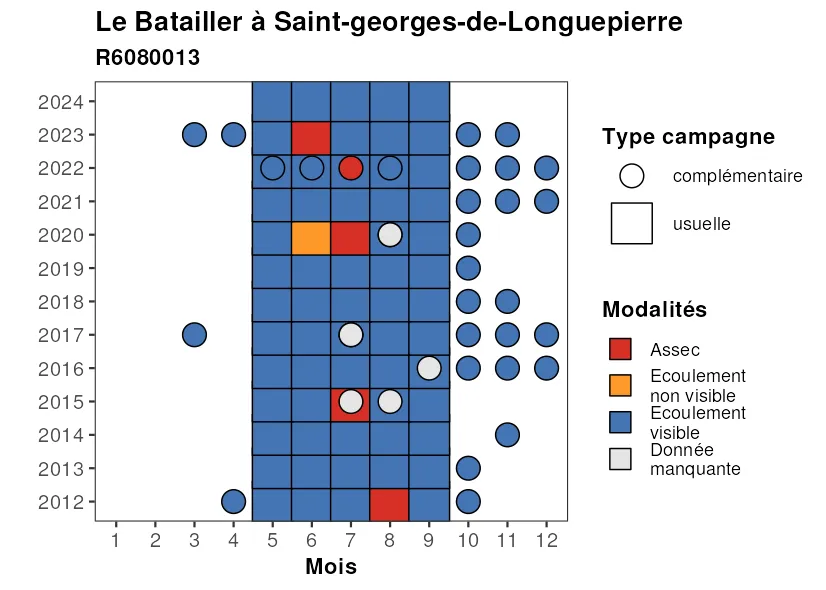 Le Batailler à Saint-georges-de-Longuepierre
R6080013
2024
2023
2022
2021
2020
2019
2018
2017
2016
2015
2014
2013
2012
1 2 3 4 5 6 7 8 9 10 11 12
Mois
Type campagne
complémentaire
usuelle
Modalités
Assec
Ecoulement
non visible
Ecoulement
visible
Donnée
manquante